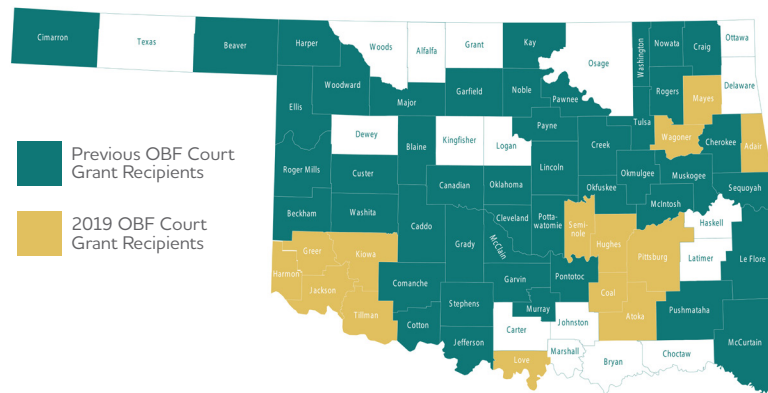 Cimarron
Texas
Beaver
Harper
Woods
Alfalfa
Grant
Kay
Osage
Washington
Nowata
Craig
Ottawa
Delaware
Woodward
Major
Garfield
Noble
Pawnee
Rogers
Mayes
Ellis
Dewey
Blaine
Kingfisher
Logan
Payne
Creek
Tulsa
Wagoner
Cherokee
Adair
Previous OBF Court
Grant Recipients
Roger Mills
Custer
Canadian
Oklahoma
Lincoln
Okmulgee
Muskogee
Okfuskee
Sequoyah
McIntosh
2019 OBF Court
Grant Recipients
Beckham
Washita
Caddo
Grady
Cleveland
McClain
Potta-
watomie
Semi-
nole
Hughes
Haskell
Pittsburg
Latimer
Le Flore
Greer
Kiowa
Harmon
Jackson
Tillman
Comanche
Stephens
Garvin
Pontotoc
Coal
Atoka
Pushmataha
McCurtain
Cotton
Jefferson
Murray
Carter
Johnston
Love
Marshall
Bryan
Choctaw